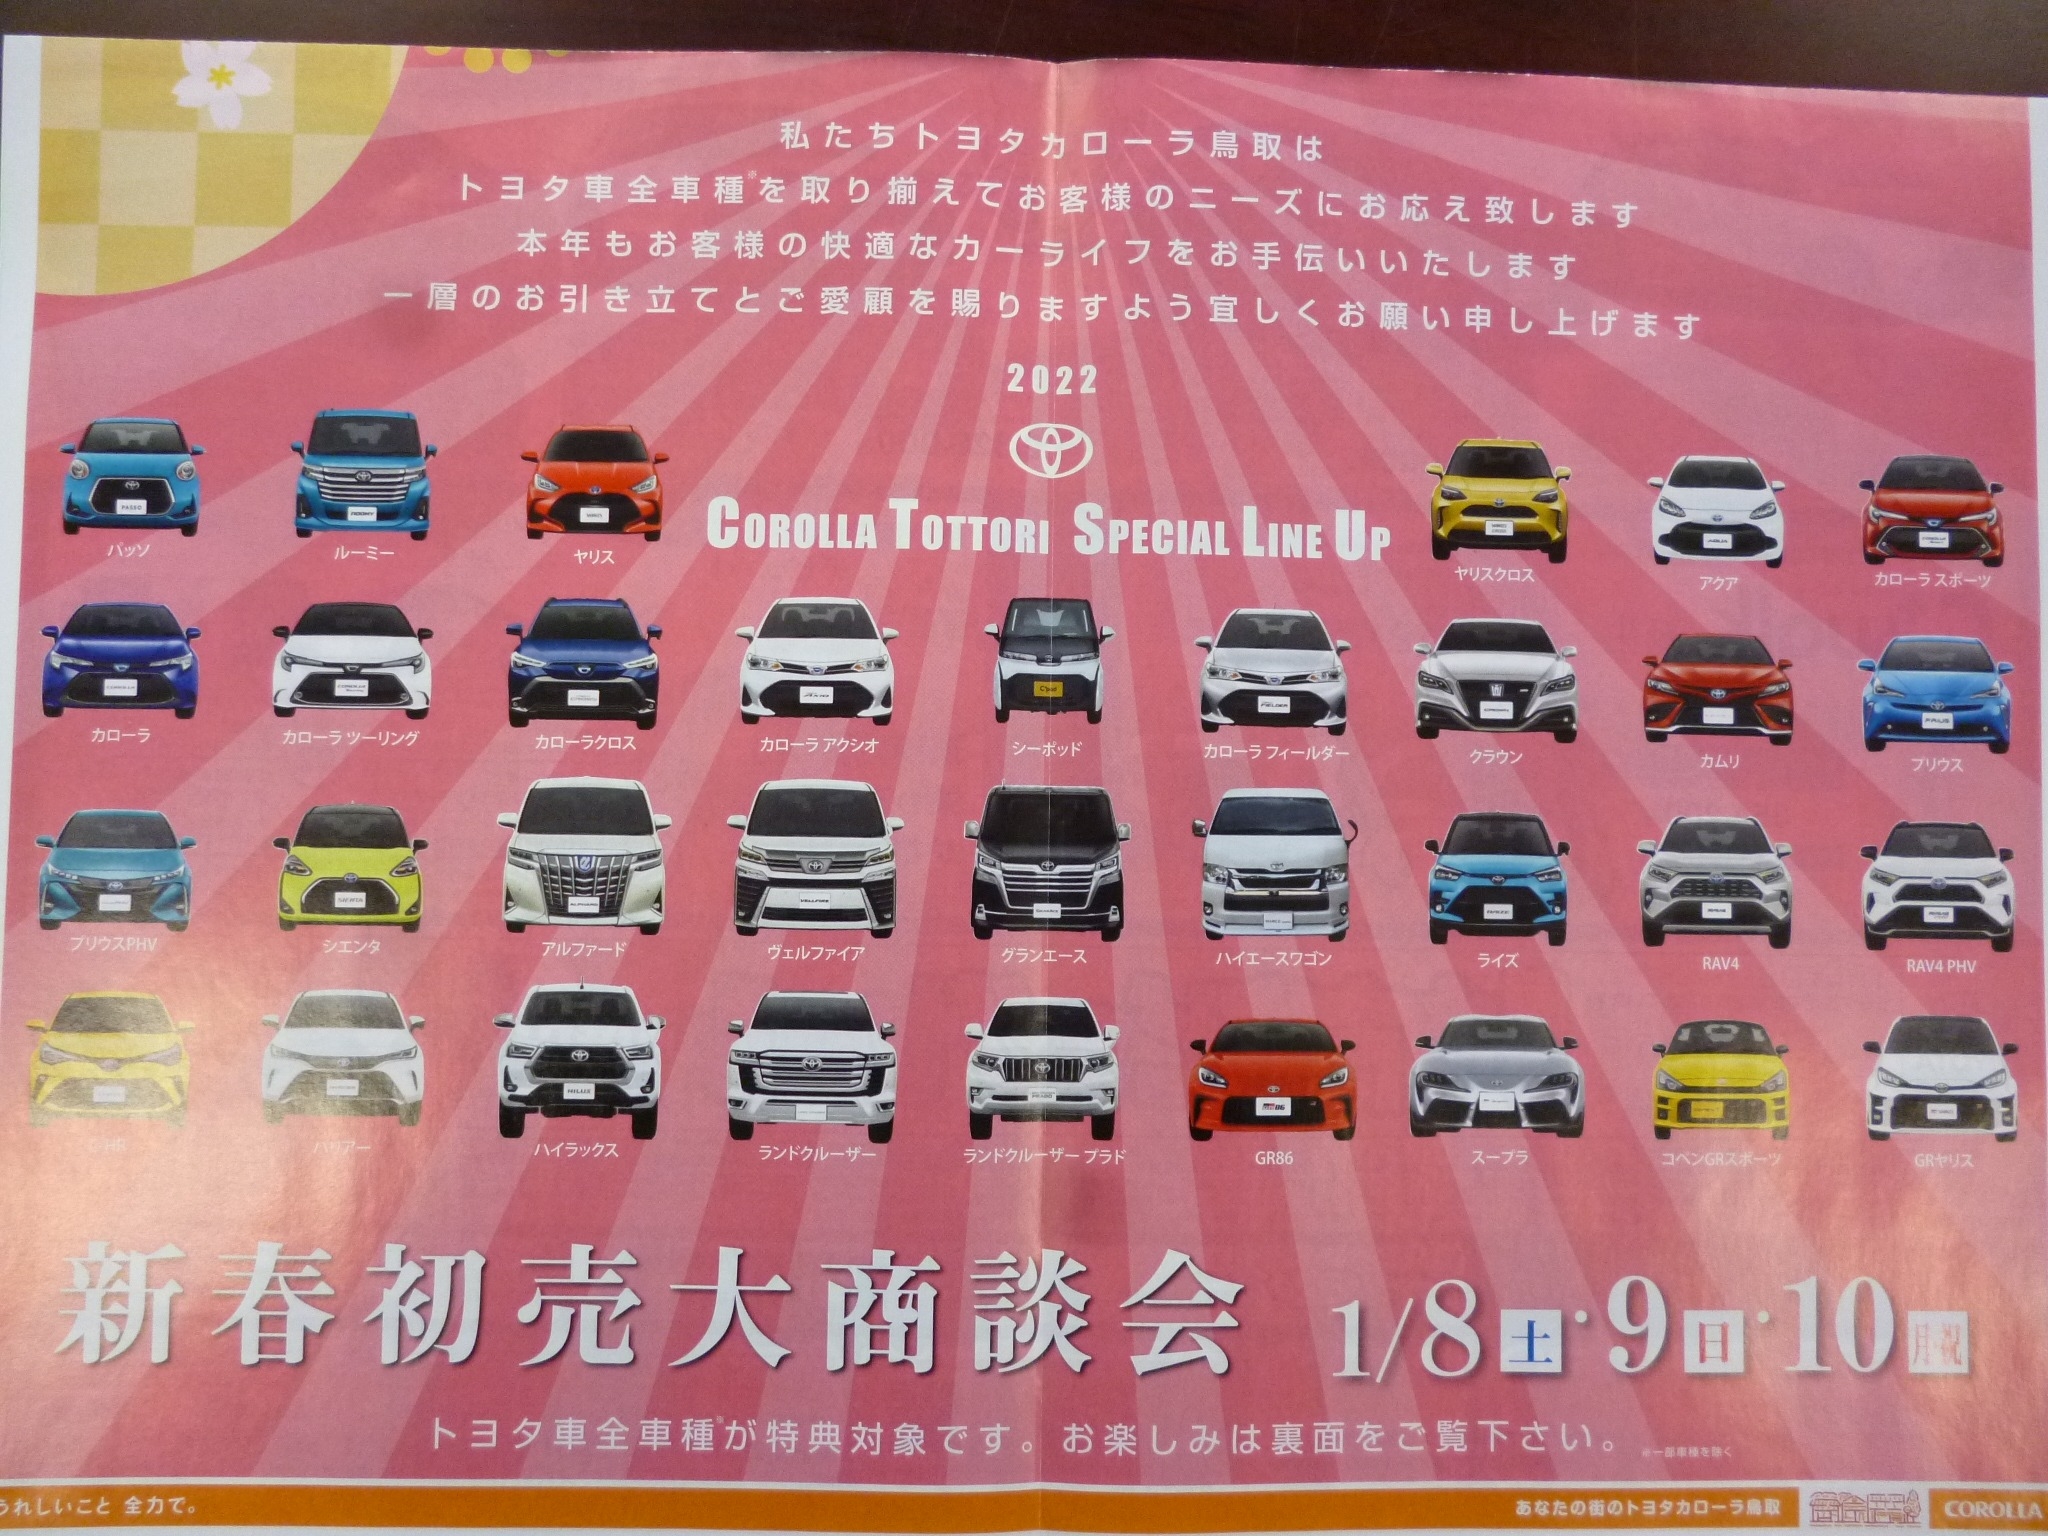 私たちトヨタカローラ鳥取は
トヨタ車全車種※を取り揃えてお客様のニーズにお応え致します
本年もお客様の快適なカーライフをお手伝いいたします
一層のお引き立てとご愛顧を賜りますよう宜しくお願い申し上げます
2022
COROLLA TOTTORI SPECIAL LINE UP
パッソ ルーミー ヤリス ヤリスクロス アクア カローラ スポーツ
カローラ カローラ ツーリング カローラクロス カローラ アクシオ シーポッド カローラ フィールダー クラウン カムリ プリウス
プリウスPHV シエンタ アルファード ヴェルファイア グランエース ハイエースワゴン ライズ RAV4 RAV4 PHV
C-HR ハリアー ハイラックス ランドクルーザー ランドクルーザー プラド GR86 スープラ コペンGRスポーツ GRヤリス
新春初売大商談会 1/8土・9日・10月・祝
トヨタ車全車種※が特典対象です。お楽しみは裏面をご覧下さい。 ※一部車種を除く
うれしいこと 全力で。 あなたの街のトヨタカローラ鳥取 COROLLA